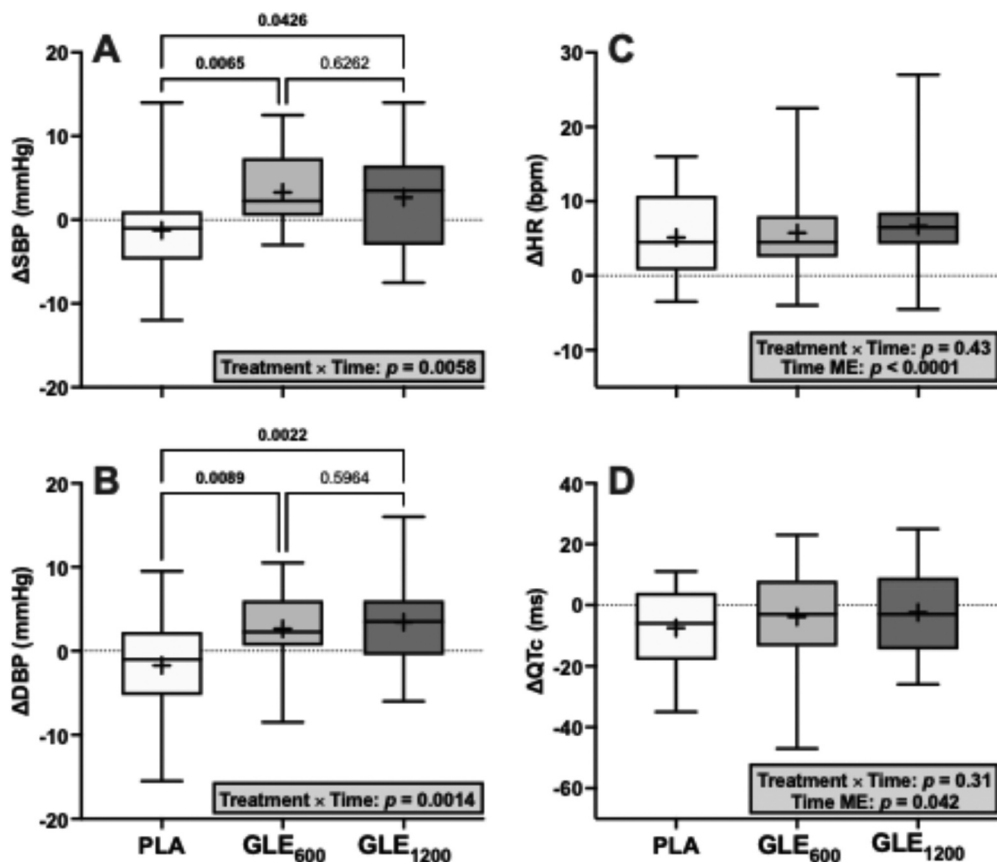 A
0.0426
0.0065
0.6262
20
10
0
-10
-20
ΔSBP (mmHg)
Treatment × Time: p = 0.0058
C
30
20
10
0
-10
ΔHR (bpm)
Treatment × Time: p = 0.43
Time ME: p < 0.0001
B
0.0022
0.0089
0.5964
20
10
0
-10
-20
ΔDBP (mmHg)
Treatment × Time: p = 0.0014
PLA
GLE600
GLE1200
D
40
20
0
-20
-40
-60
ΔQTc (ms)
Treatment × Time: p = 0.31
Time ME: p = 0.042
PLA
GLE600
GLE1200